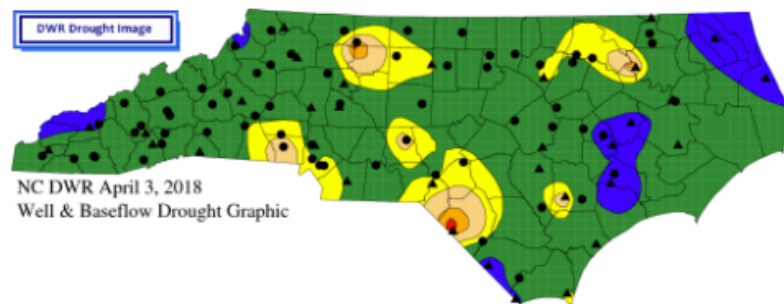 DWR Drought Image
NC DWR April 3, 2018
Well & Baseflow Drought Graphic